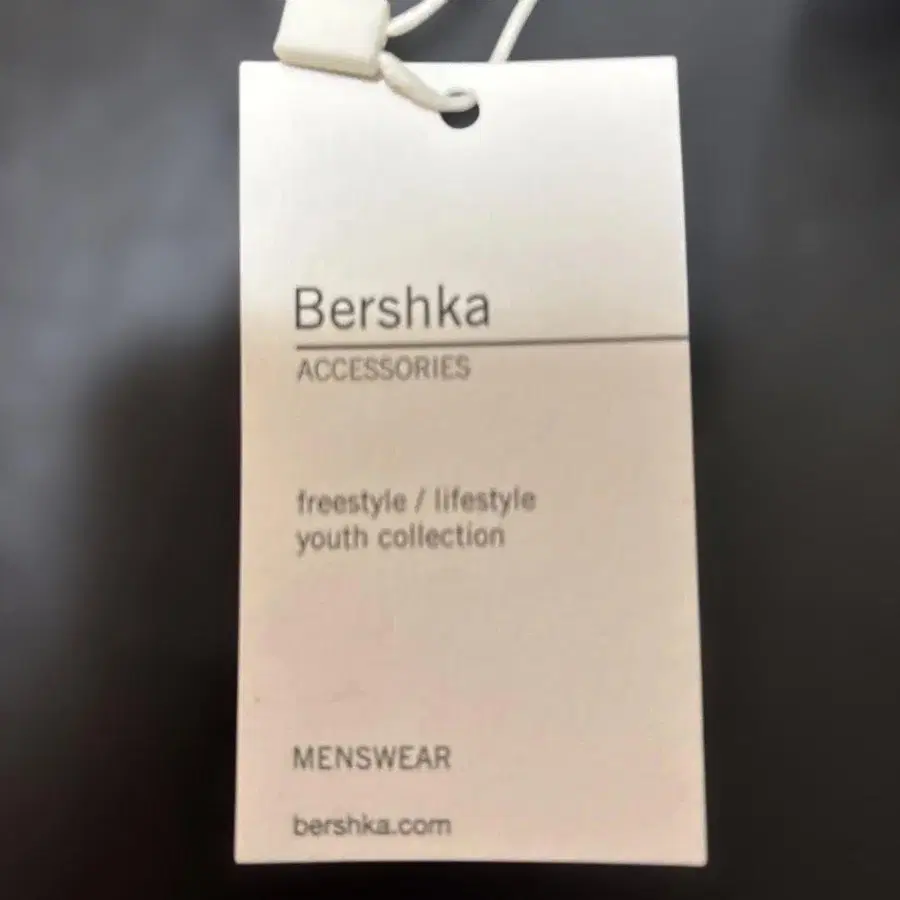 Bershka
ACCESSORIES
freestyle / lifestyle
youth collection
MENSWEAR
bershka.com